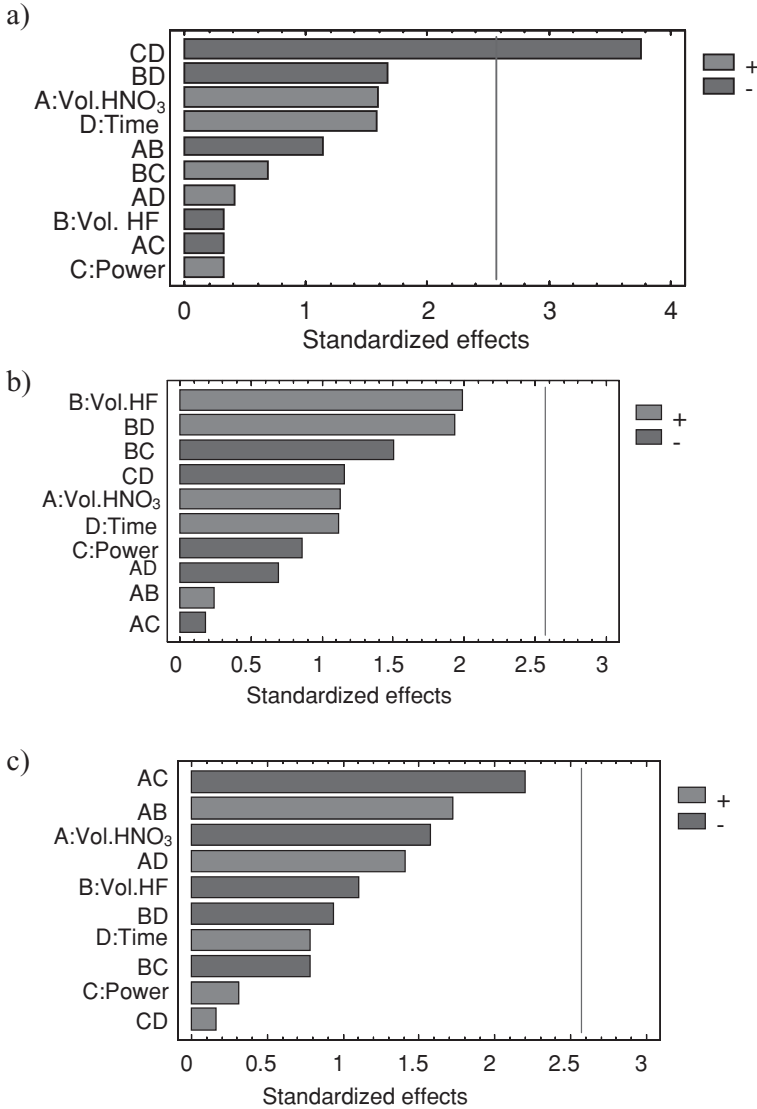 a)
CD
BD
A:Vol.HNO₃
D:Time
AB
BC
AD
B:Vol. HF
AC
C:Power
+
-
0 1 2 3 4
Standardized effects
b)
B:Vol.HF
BD
BC
CD
A:Vol.HNO₃
D:Time
C:Power
AD
AB
AC
+
-
0 0.5 1 1.5 2 2.5 3
Standardized effects
c)
AC
AB
A:Vol.HNO₃
AD
B:Vol.HF
BD
D:Time
BC
C:Power
CD
+
-
0 0.5 1 1.5 2 2.5 3
Standardized effects